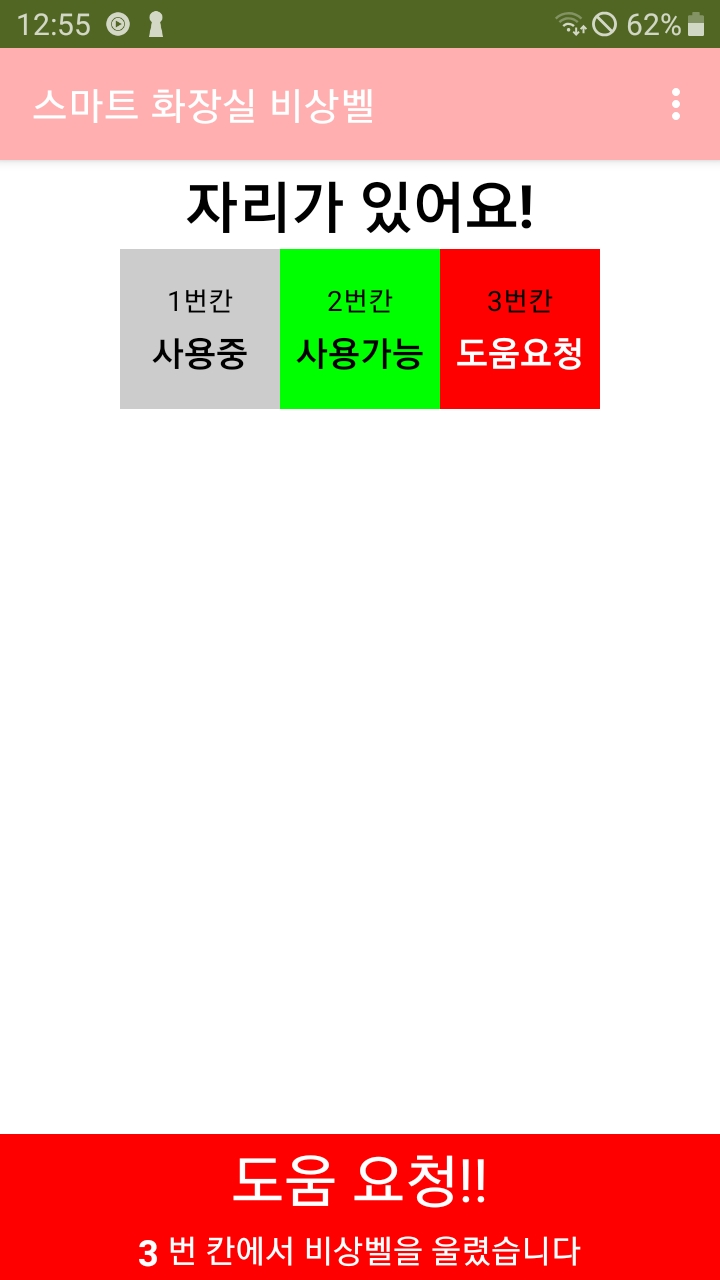 12:55 62%
스마트 화장실 비상벨
자리가 있어요!
1번칸 2번칸 3번칸
사용중 사용가능 도움요청
도움 요청!!
3 번 칸에서 비상벨을 울렸습니다